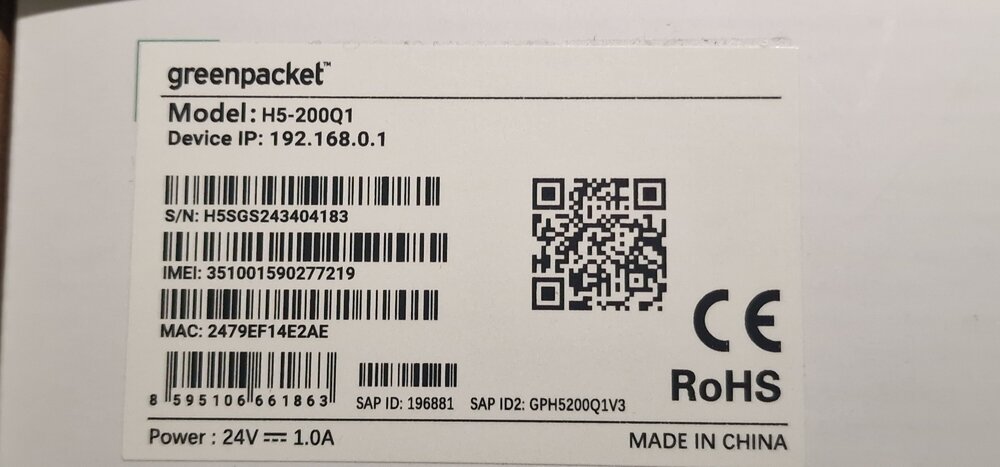 greenpacket™
Model: H5-200Q1
Device IP: 192.168.0.1
S/N: H5SGS243404183
IMEI: 351001590277219
MAC: 2479EF14E2AE
8 595106 661863
SAP ID: 196881 SAP ID2: GPH5200Q1V3
CE
RoHS
Power : 24V ⎓ 1.0A
MADE IN CHINA